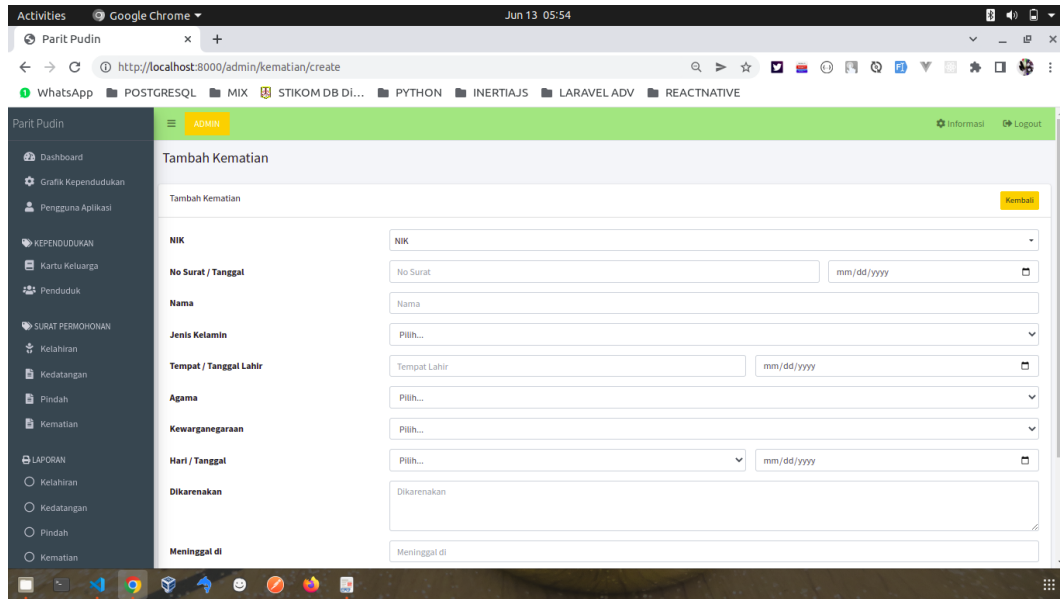 Activities Google Chrome Jun 13 05:54
Parit Pudin
http://localhost:8000/admin/kematian/create
WhatsApp POSTGRESQL MIX STIKOM DB Di... PYTHON INERTIAJS LARAVEL ADV REACTNATIVE
Parit Pudin ADMIN Informasi Logout
Dashboard
Grafik Kependudukan
Pengguna Aplikasi
KEPENDUDUKAN
Kartu Keluarga
Penduduk
SURAT PERMOHONAN
Kelahiran
Kedatangan
Pindah
Kematian
LAPORAN
Kelahiran
Kedatangan
Pindah
Kematian
Tambah Kematian
Tambah Kematian Kembali
NIK NIK
No Surat / Tanggal No Surat mm/dd/yyyy
Nama Nama
Jenis Kelamin Pilih...
Tempat / Tanggal Lahir Tempat Lahir mm/dd/yyyy
Agama Pilih...
Kewarganegaraan Pilih...
Hari / Tanggal Pilih... mm/dd/yyyy
Dikarenakan Dikarenakan
Meninggal di Meninggal di